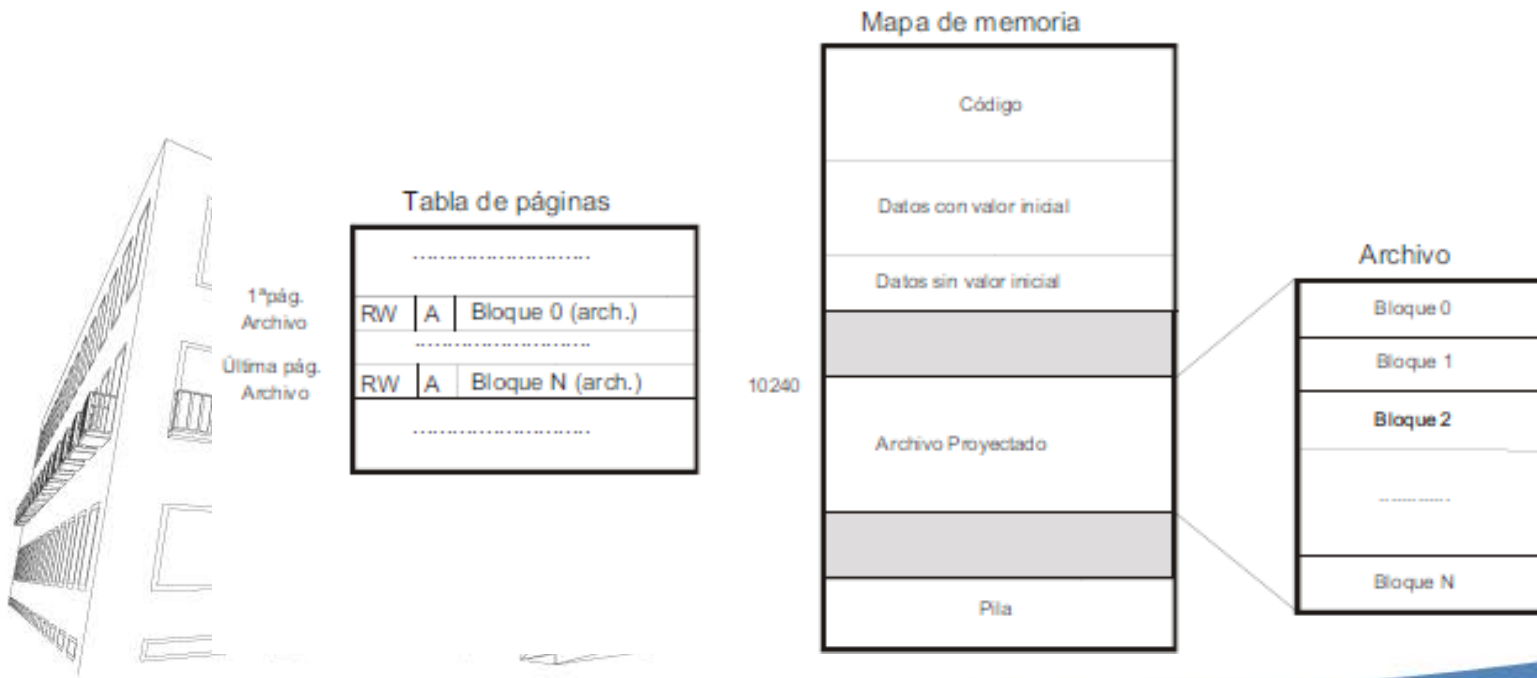 Mapa de memoria
Código
Datos con valor inicial
Datos sin valor inicial
10240
Archivo Proyectado
Pila
Tabla de páginas
............................
1ªpág.
Archivo
RW A Bloque 0 (arch.)
............................
Última pág.
Archivo
RW A Bloque N (arch.)
............................
Archivo
Bloque 0
Bloque 1
Bloque 2
..............
Bloque N